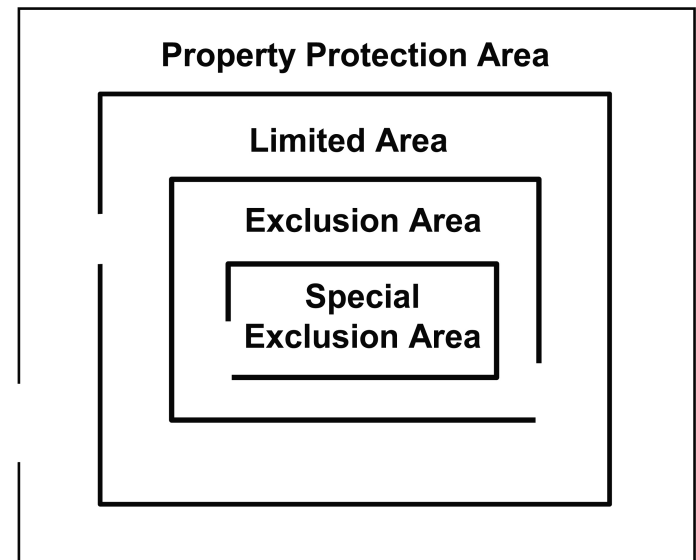 Property Protection Area
Limited Area
Exclusion Area
Special
Exclusion Area